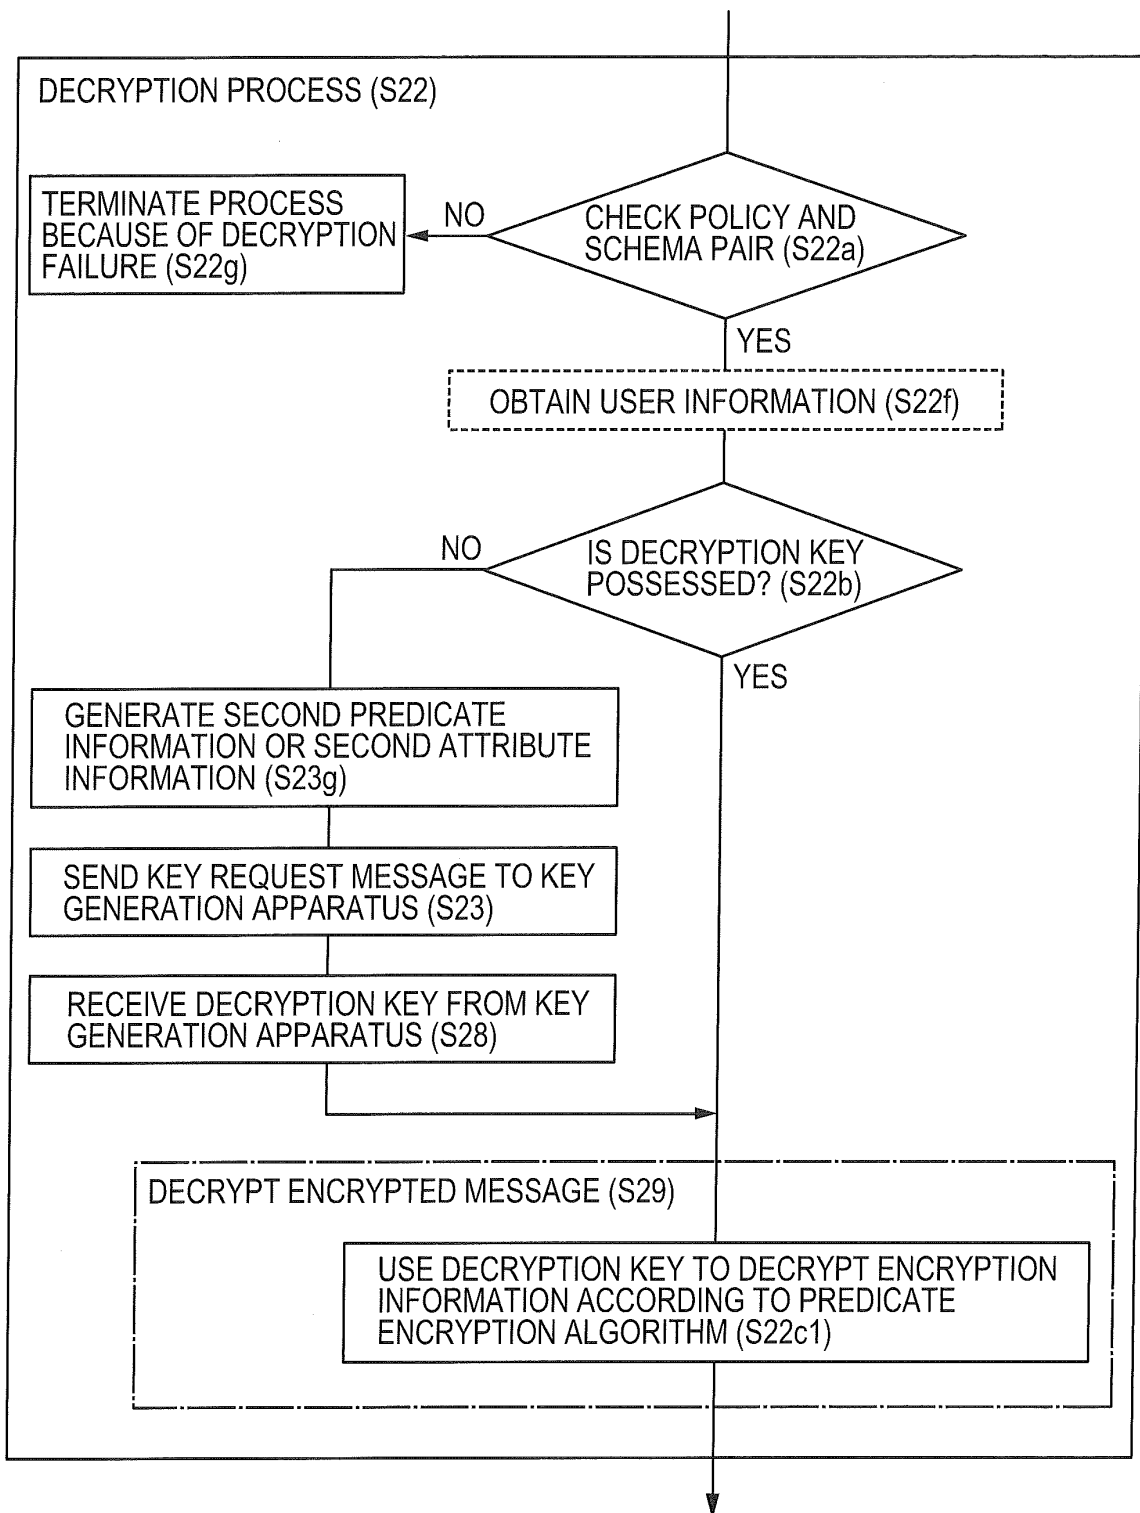 DECRYPTION PROCESS (S22)
TERMINATE PROCESS
BECAUSE OF DECRYPTION
FAILURE (S22g)
NO
CHECK POLICY AND
SCHEMA PAIR (S22a)
YES
OBTAIN USER INFORMATION (S22f)
NO
IS DECRYPTION KEY
POSSESSED? (S22b)
YES
GENERATE SECOND PREDICATE
INFORMATION OR SECOND ATTRIBUTE
INFORMATION (S23g)
SEND KEY REQUEST MESSAGE TO KEY
GENERATION APPARATUS (S23)
RECEIVE DECRYPTION KEY FROM KEY
GENERATION APPARATUS (S28)
DECRYPT ENCRYPTED MESSAGE (S29)
USE DECRYPTION KEY TO DECRYPT ENCRYPTION
INFORMATION ACCORDING TO PREDICATE
ENCRYPTION ALGORITHM (S22c1)